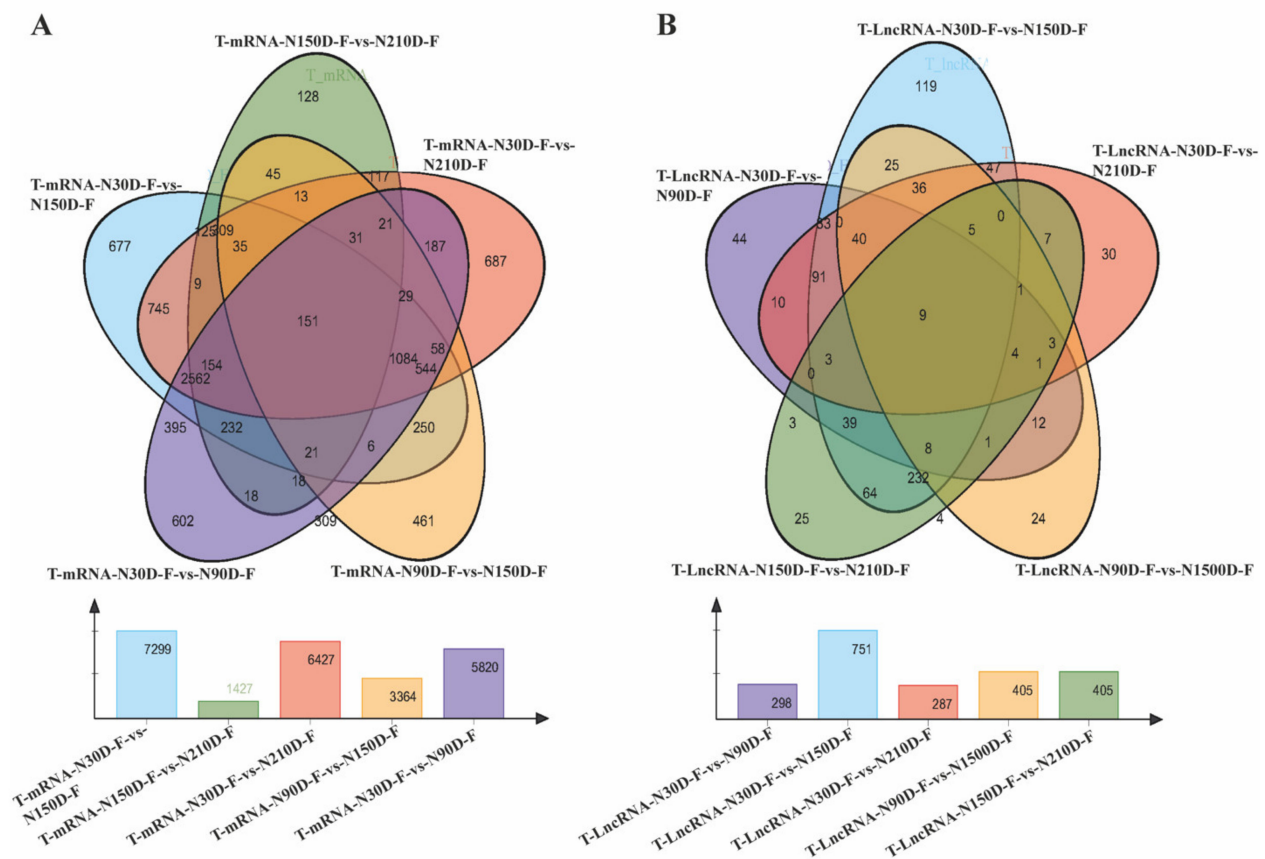 A
T-mRNA-N150D-F-vs-N210D-F
T_mRNA
128
T-mRNA-N30D-F-vs-
N210D-F
T-mRNA-N30D-F-vs-
N150D-F
45
117
13
677
125
309
35
31
21
187
687
9
745
29
151
154
2562
1084
58
544
395
232
250
21
6
18
18
602
309
461
T-mRNA-N30D-F-vs-N90D-F
T-mRNA-N90D-F-vs-N150D-F
7299
1427
6427
3364
5820
T-mRNA-N30D-F-vs-
N150D-F
T-mRNA-N150D-F-vs-N210D-F
T-mRNA-N30D-F-vs-N210D-F
T-mRNA-N90D-F-vs-N150D-F
T-mRNA-N30D-F-vs-N90D-F
B
T-LncRNA-N30D-F-vs-N150D-F
119
T-LncRNA-N30D-F-vs-
N210D-F
T-LncRNA-N30D-F-vs-
N90D-F
25
47
36
44
33
0
40
5
0
7
30
91
10
1
9
3
0
4
3
1
3
39
12
8
1
232
64
25
4
24
T-LncRNA-N150D-F-vs-N210D-F
T-LncRNA-N90D-F-vs-N1500D-F
298
751
287
405
405
T-LncRNA-N30D-F-vs-N90D-F
T-LncRNA-N30D-F-vs-N150D-F
T-LncRNA-N30D-F-vs-N210D-F
T-LncRNA-N90D-F-vs-N1500D-F
T-LncRNA-N150D-F-vs-N210D-F